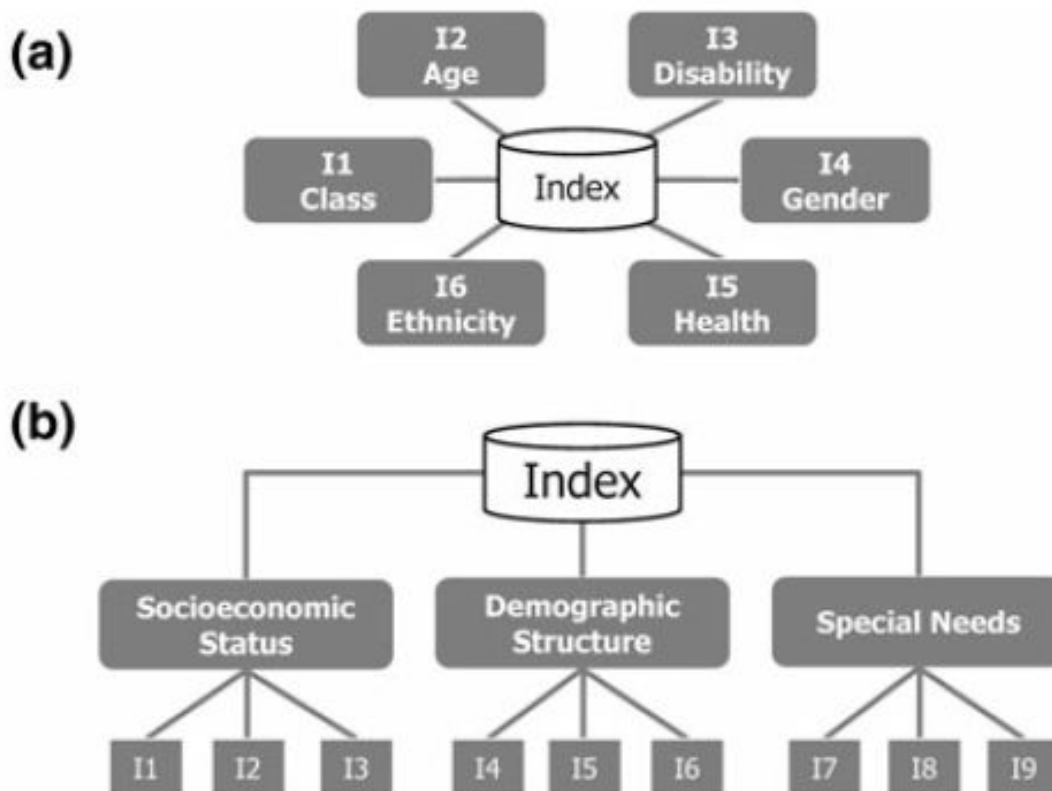 (a)
I2
Age
I3
Disability
I1
Class
Index
I4
Gender
I6
Ethnicity
I5
Health
(b)
Index
Socioeconomic
Status
Demographic
Structure
Special Needs
I1 I2 I3 I4 I5 I6 I7 I8 I9